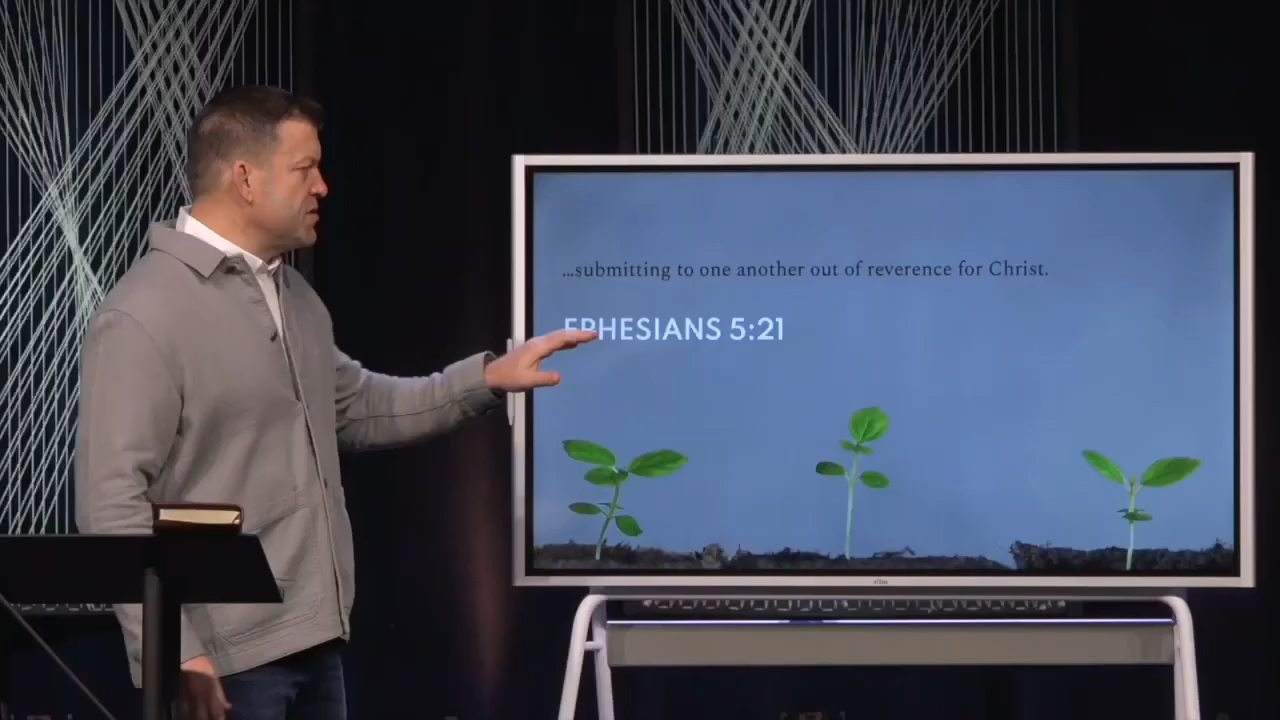 ...submitting to one another out of reverence for Christ.
EPHESIANS 5:21